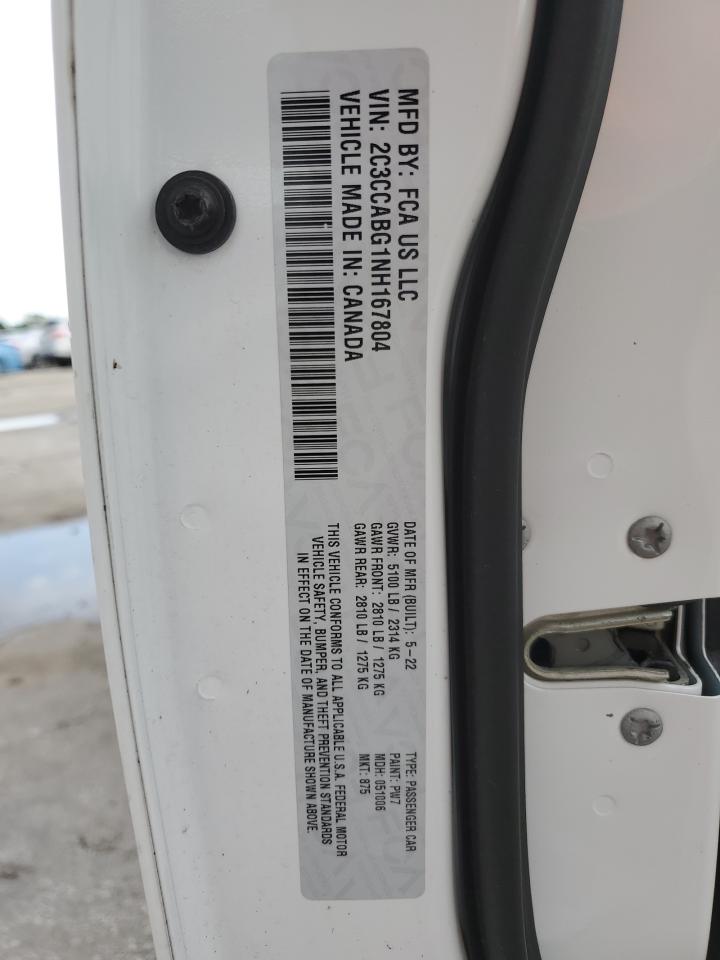 MFD BY: FCA US LLC
VIN: 2C3CCABG1NH167804
VEHICLE MADE IN: CANADA
DATE OF MFR (BUILT): 5-22
GVWR: 5100 LB / 2314 KG
GAWR FRONT: 2810 LB / 1275 KG
GAWR REAR: 2810 LB / 1275 KG
THIS VEHICLE CONFORMS TO ALL APPLICABLE U.S.A. FEDERAL MOTOR
VEHICLE SAFETY, BUMPER, AND THEFT PREVENTION STANDARDS
IN EFFECT ON THE DATE OF MANUFACTURE SHOWN ABOVE.
TYPE: PASSENGER CAR
PAINT: PW7
MDH: 051006
MKT: 875